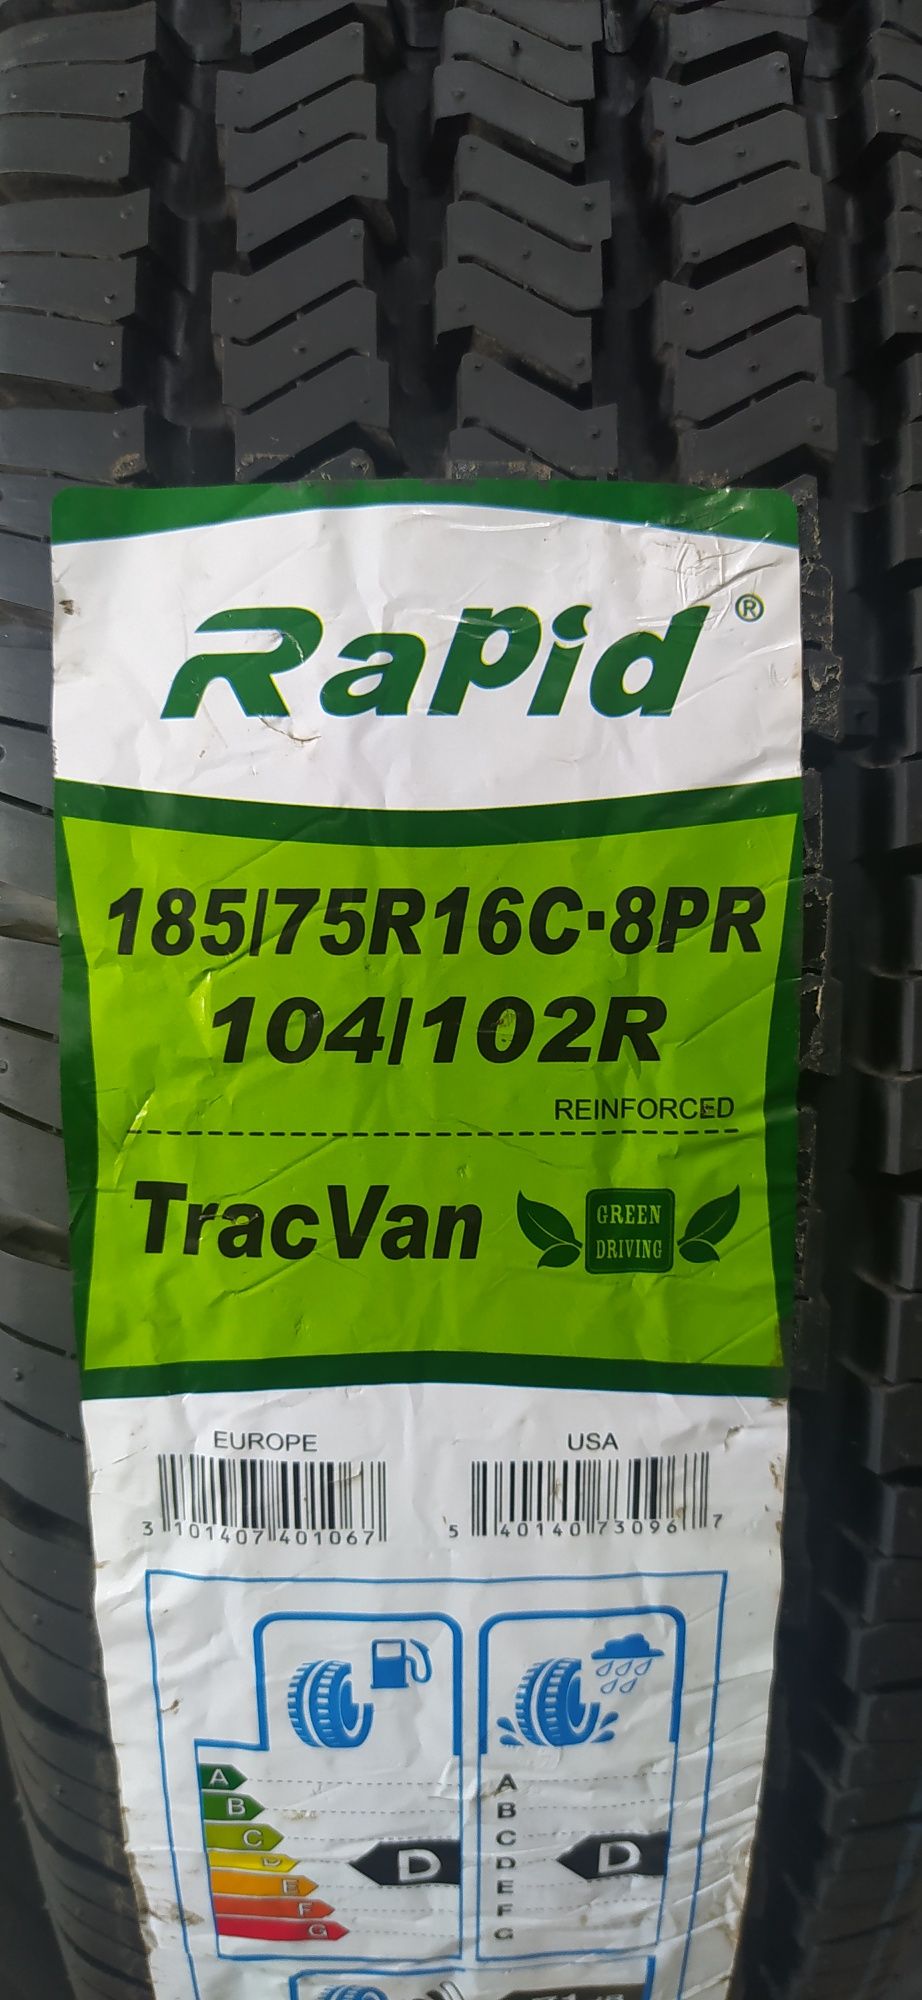 Rapid ®
185/75R16C·8PR
104/102R
REINFORCED
TracVan
GREEN
DRIVING
EUROPE
USA
3 101407 401067
5 40140 73096 7
A
B
C
D
E
F
G
D
A
B
C
D
E
F
G
D